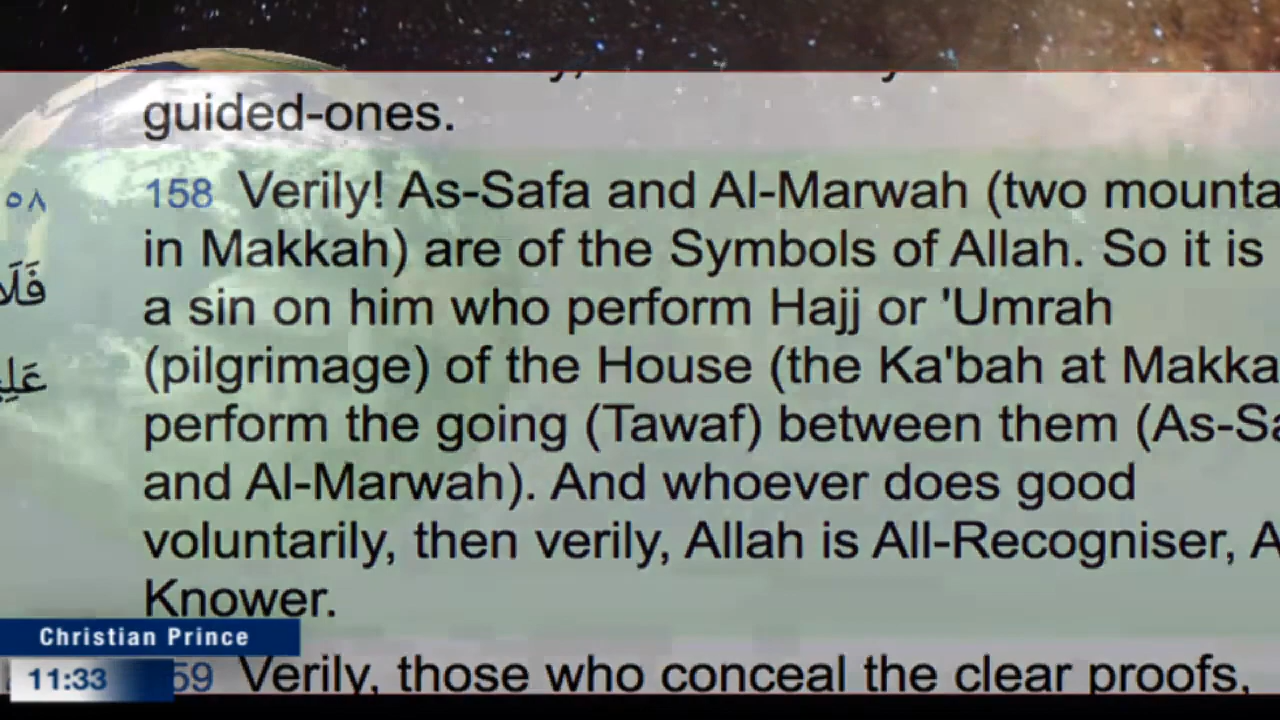 guided-ones.
158 Verily! As-Safa and Al-Marwah (two mounta
in Makkah) are of the Symbols of Allah. So it is
a sin on him who perform Hajj or 'Umrah
(pilgrimage) of the House (the Ka'bah at Makka
perform the going (Tawaf) between them (As-Sa
and Al-Marwah). And whoever does good
voluntarily, then verily, Allah is All-Recogniser, A
Knower.
59 Verily, those who conceal the clear proofs,
٥٨
فَلَا
Christian Prince
11:33